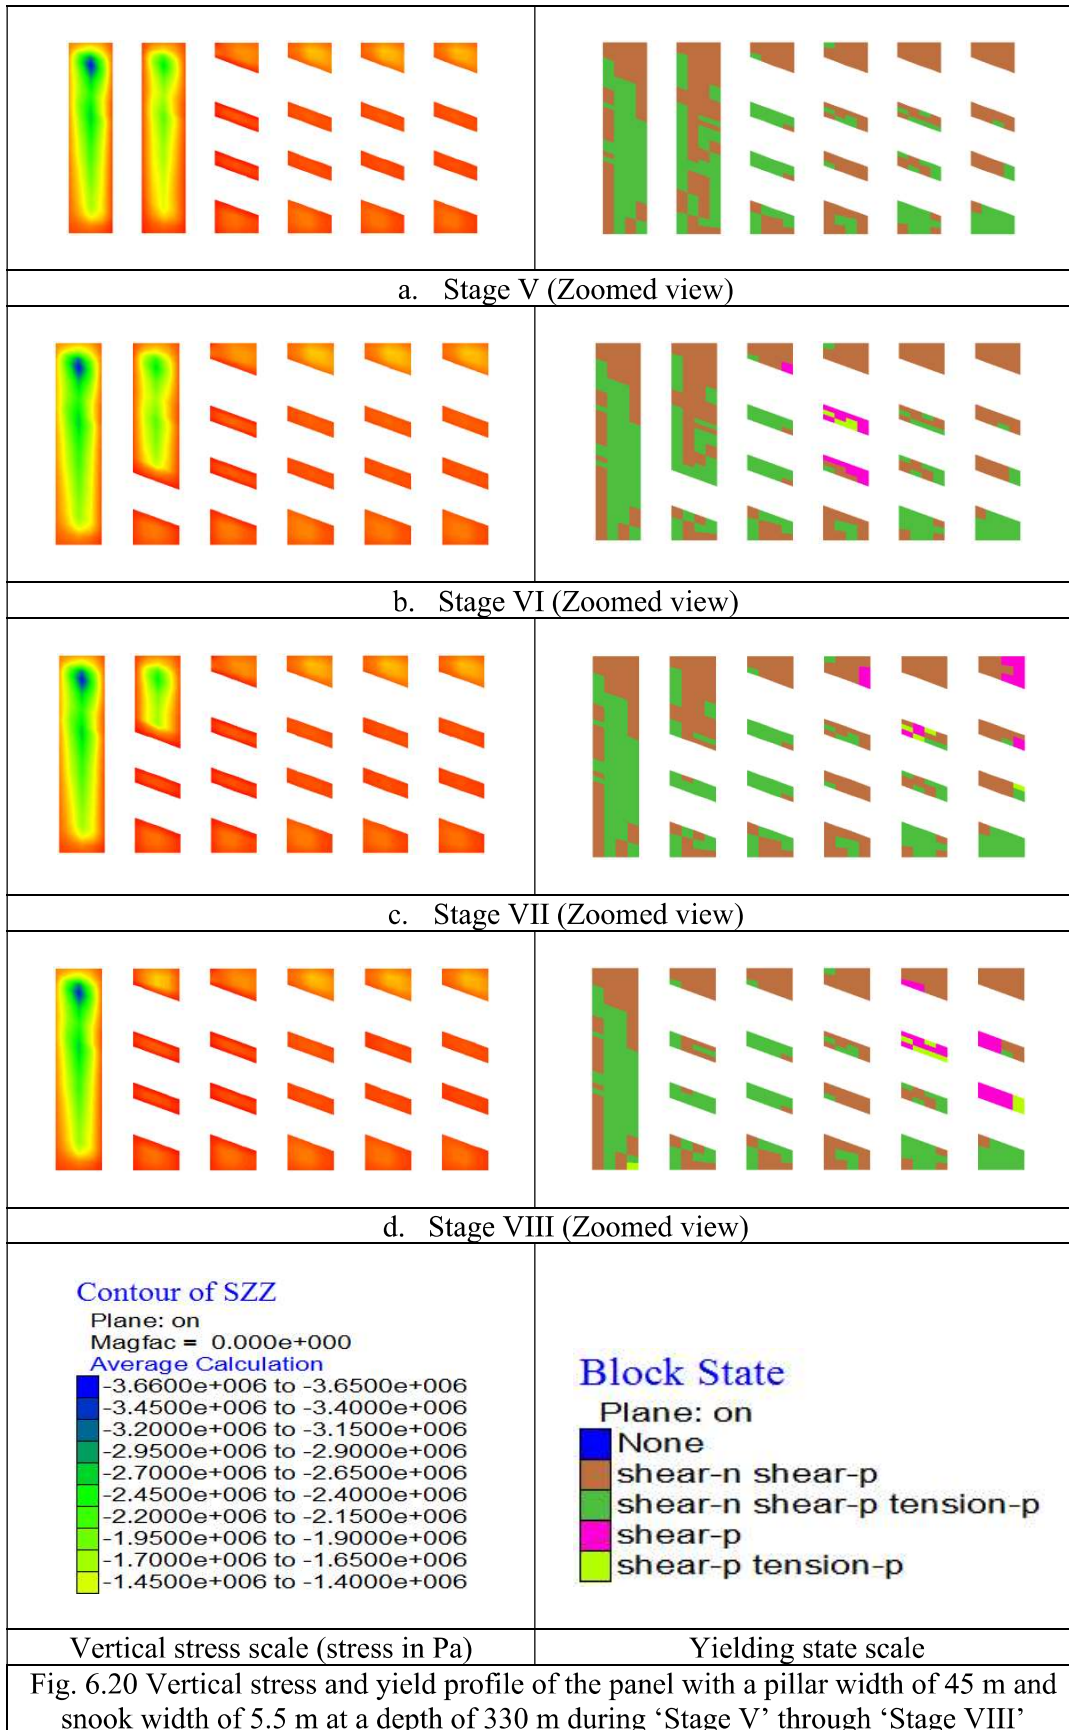 a. Stage V (Zoomed view)
b. Stage VI (Zoomed view)
c. Stage VII (Zoomed view)
d. Stage VIII (Zoomed view)
Contour of SZZ
Plane: on
Magfac = 0.000e+000
Average Calculation
-3.6600e+006 to -3.6500e+006
-3.4500e+006 to -3.4000e+006
-3.2000e+006 to -3.1500e+006
-2.9500e+006 to -2.9000e+006
-2.7000e+006 to -2.6500e+006
-2.4500e+006 to -2.4000e+006
-2.2000e+006 to -2.1500e+006
-1.9500e+006 to -1.9000e+006
-1.7000e+006 to -1.6500e+006
-1.4500e+006 to -1.4000e+006
Block State
Plane: on
None
shear-n shear-p
shear-n shear-p tension-p
shear-p
shear-p tension-p
Vertical stress scale (stress in Pa)
Yielding state scale
Fig. 6.20 Vertical stress and yield profile of the panel with a pillar width of 45 m and
snook width of 5.5 m at a depth of 330 m during ‘Stage V’ through ‘Stage VIII’